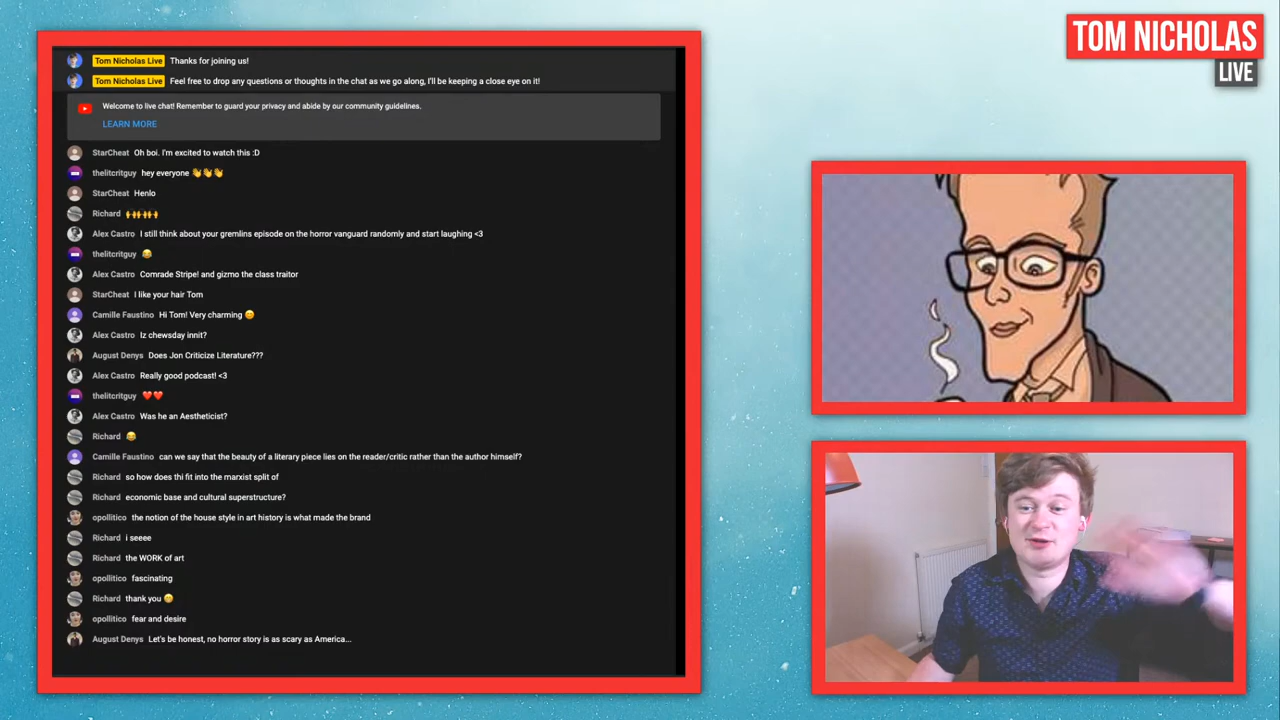 TOM NICHOLAS
LIVE
Tom Nicholas Live Thanks for joining us!
Tom Nicholas Live Feel free to drop any questions or thoughts in the chat as we go along, I'll be keeping a close eye on it!
Welcome to live chat! Remember to guard your privacy and abide by our community guidelines.
LEARN MORE
StarCheat Oh boi. I'm excited to watch this :D
thelitcritguy hey everyone 👋👋👋
StarCheat Henlo
Richard 🙌🙌🙌
Alex Castro I still think about your gremlins episode on the horror vanguard randomly and start laughing <3
thelitcritguy 😂
Alex Castro Comrade Stripe! and gizmo the class traitor
StarCheat I like your hair Tom
Camille Faustino Hi Tom! Very charming 😊
Alex Castro Iz chewsday innit?
August Denys Does Jon Criticize Literature???
Alex Castro Really good podcast! <3
thelitcritguy ❤️❤️
Alex Castro Was he an Aestheticist?
Richard 😂
Camille Faustino can we say that the beauty of a literary piece lies on the reader/critic rather than the author himself?
Richard so how does thi fit into the marxist split of
Richard economic base and cultural superstructure?
opollitico the notion of the house style in art history is what made the brand
Richard i seeee
Richard the WORK of art
opollitico fascinating
Richard thank you 😊
opollitico fear and desire
August Denys Let's be honest, no horror story is as scary as America...